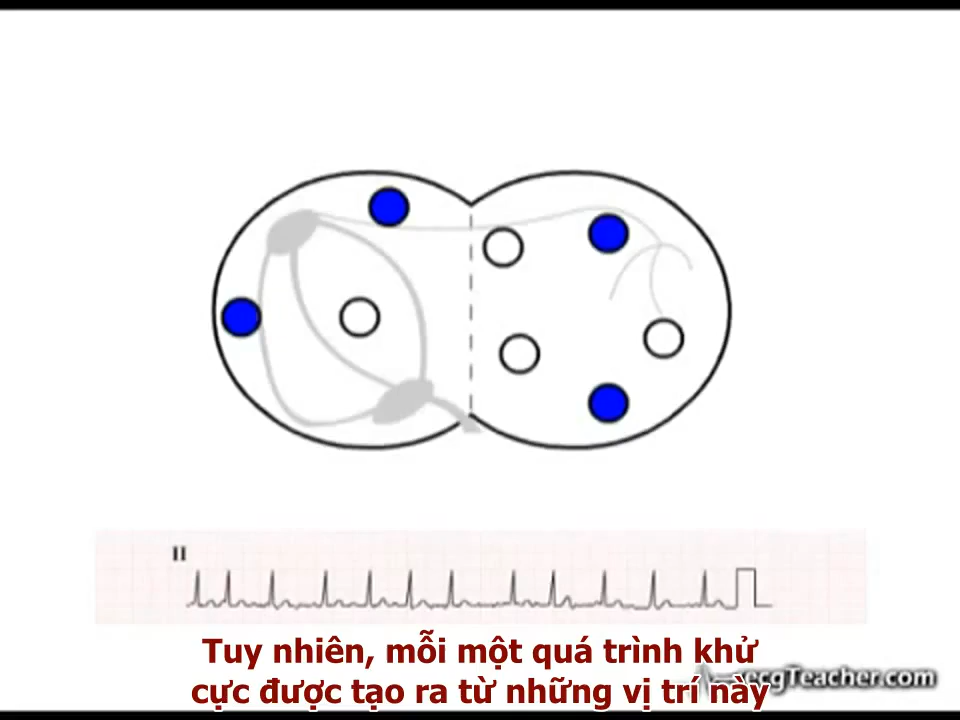 II
Tuy nhiên, mỗi một quá trình khử
cực được tạo ra từ những vị trí này
ecgTeacher.com